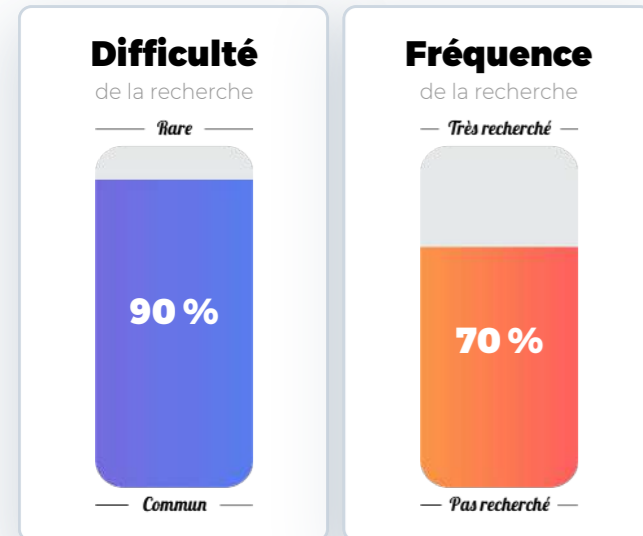 Difficulté
de la recherche
Rare
90 %
Commun
Fréquence
de la recherche
Très recherché
70 %
Pas recherché